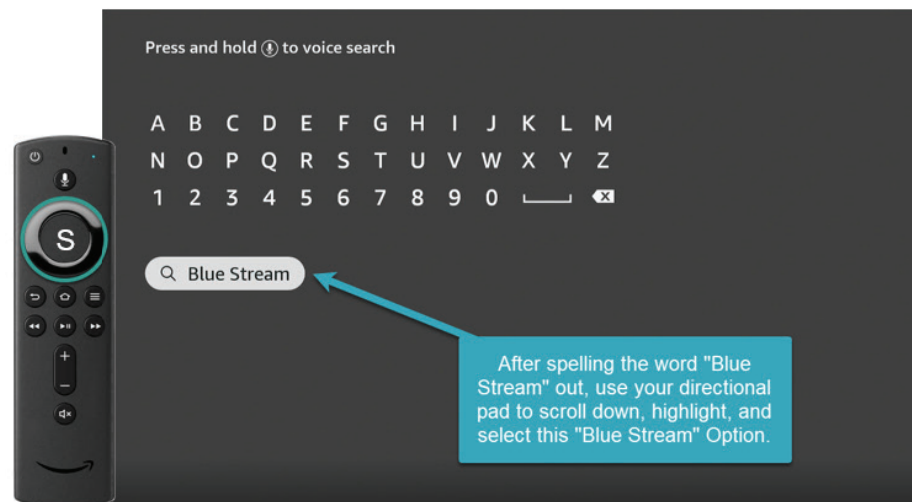 Press and hold to voice search
A B C D E F G H I J K L M
N O P Q R S T U V W X Y Z
1 2 3 4 5 6 7 8 9 0
S
Blue Stream
After spelling the word "Blue
Stream" out, use your directional
pad to scroll down, highlight, and
select this "Blue Stream" Option.